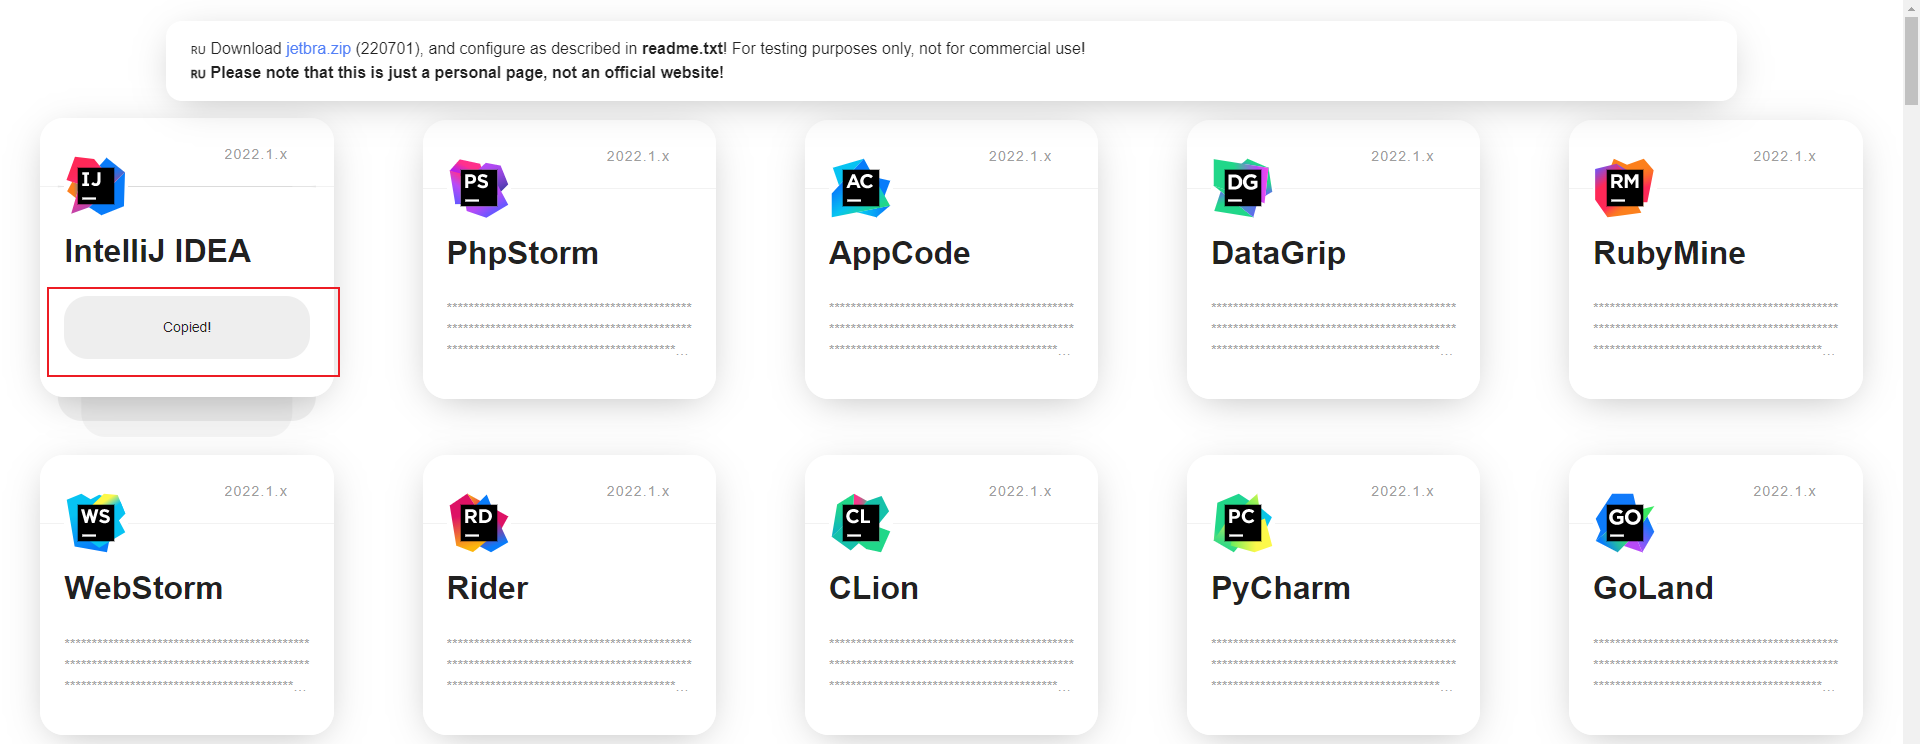 RU Download jetbra.zip (220701), and configure as described in readme.txt! For testing purposes only, not for commercial use!
RU Please note that this is just a personal page, not an official website!
2022.1.x
IJ
IntelliJ IDEA
Copied!
2022.1.x
PS
PhpStorm
*********************************************
*********************************************
******************************************...
2022.1.x
AC
AppCode
*********************************************
*********************************************
******************************************...
2022.1.x
DG
DataGrip
*********************************************
*********************************************
******************************************...
2022.1.x
RM
RubyMine
*********************************************
*********************************************
******************************************...
2022.1.x
WS
WebStorm
*********************************************
*********************************************
******************************************...
2022.1.x
RD
Rider
*********************************************
*********************************************
******************************************...
2022.1.x
CL
CLion
*********************************************
*********************************************
******************************************...
2022.1.x
PC
PyCharm
*********************************************
*********************************************
******************************************...
2022.1.x
GO
GoLand
*********************************************
*********************************************
******************************************...